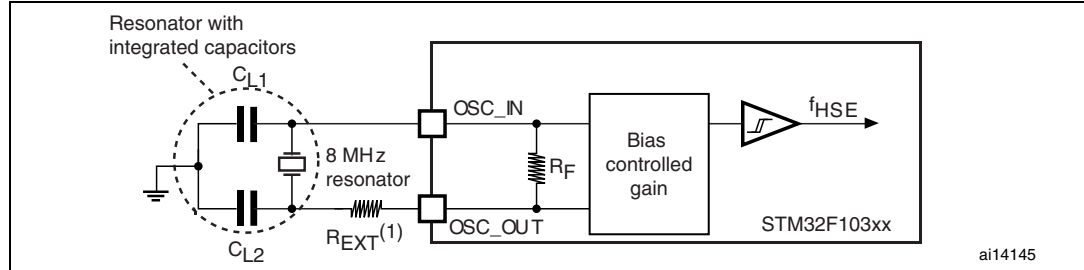 Resonator with
integrated capacitors
CL1
OSC_IN
fHSE
8 MHz
resonator
RF
Bias
controlled
gain
REXT(1)
OSC_OUT
STM32F103xx
CL2
ai14145